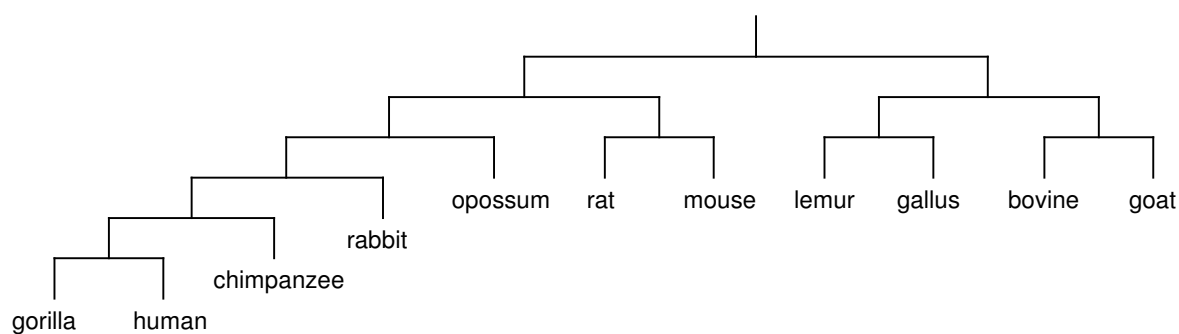 opossum rat mouse lemur gallus bovine goat
rabbit
chimpanzee
gorilla human